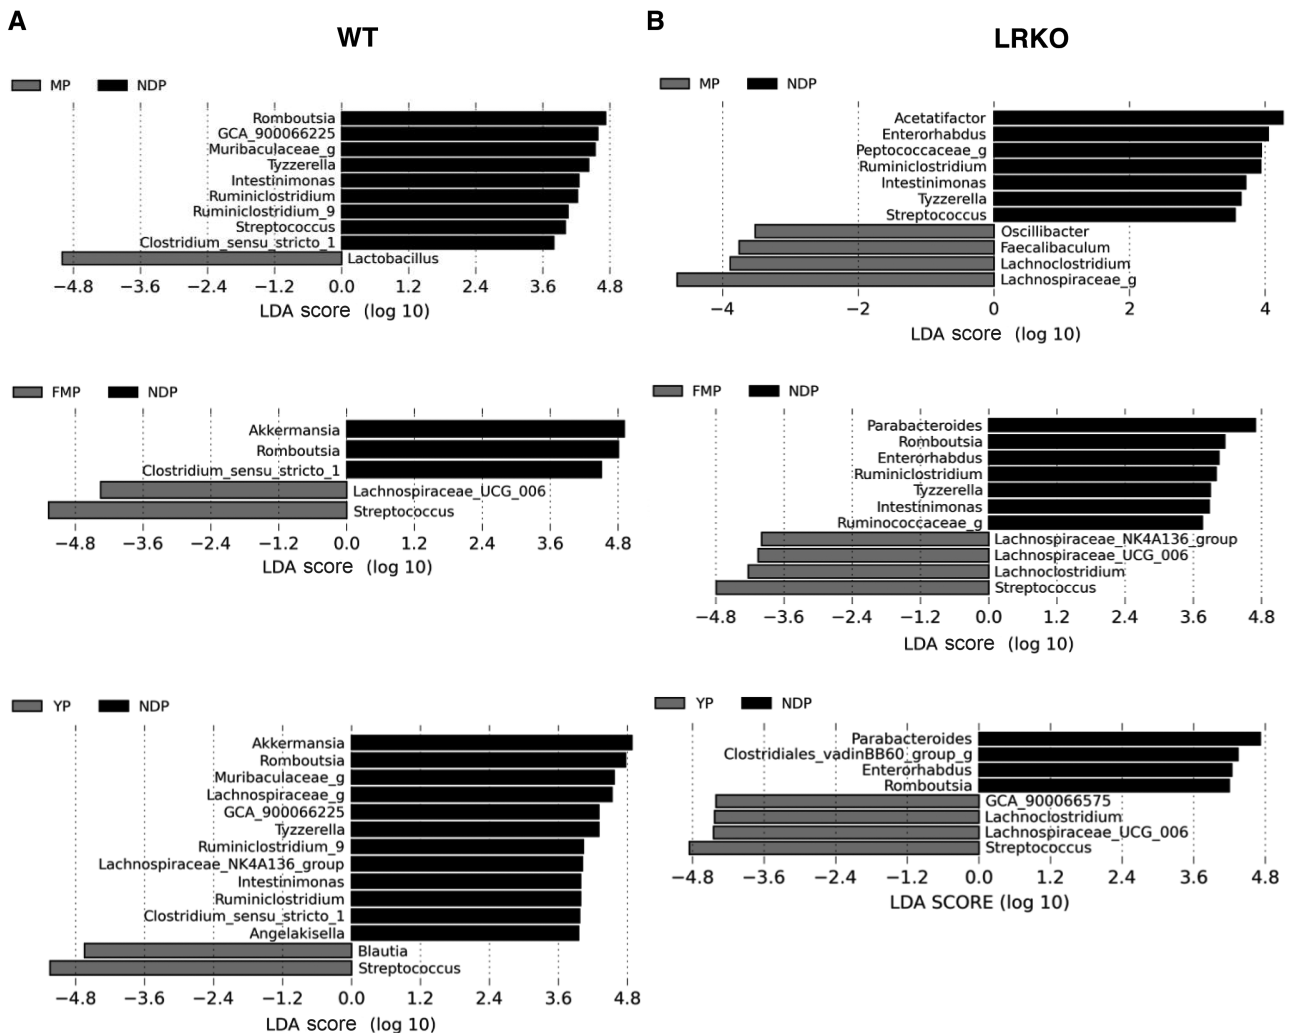 A
WT
MP NDP
Romboutsia
GCA_900066225
Muribaculaceae_g
Tyzzerella
Intestinimonas
Ruminiclostridium
Ruminiclostridium_9
Streptococcus
Clostridium_sensu_stricto_1
Lactobacillus
−4.8 −3.6 −2.4 −1.2 0.0 1.2 2.4 3.6 4.8
LDA score (log 10)
FMP NDP
Akkermansia
Romboutsia
Clostridium_sensu_stricto_1
Lachnospiraceae_UCG_006
Streptococcus
−4.8 −3.6 −2.4 −1.2 0.0 1.2 2.4 3.6 4.8
LDA score (log 10)
YP NDP
Akkermansia
Romboutsia
Muribaculaceae_g
Lachnospiraceae_g
GCA_900066225
Tyzzerella
Ruminiclostridium_9
Lachnospiraceae_NK4A136_group
Intestinimonas
Ruminiclostridium
Clostridium_sensu_stricto_1
Angelakisella
Blautia
Streptococcus
−4.8 −3.6 −2.4 −1.2 0.0 1.2 2.4 3.6 4.8
LDA score (log 10)
B
LRKO
MP NDP
Acetatifactor
Enterorhabdus
Peptococcaceae_g
Ruminiclostridium
Intestinimonas
Tyzzerella
Streptococcus
Oscillibacter
Faecalibaculum
Lachnoclostridium
Lachnospiraceae_g
−4 −2 0 2 4
LDA score (log 10)
FMP NDP
Parabacteroides
Romboutsia
Enterorhabdus
Ruminiclostridium
Tyzzerella
Intestinimonas
Ruminococcaceae_g
Lachnospiraceae_NK4A136_group
Lachnospiraceae_UCG_006
Lachnoclostridium
Streptococcus
−4.8 −3.6 −2.4 −1.2 0.0 1.2 2.4 3.6 4.8
LDA score (log 10)
YP NDP
Parabacteroides
Clostridiales_vadinBB60_group_g
Enterorhabdus
Romboutsia
GCA_900066575
Lachnoclostridium
Lachnospiraceae_UCG_006
Streptococcus
−4.8 −3.6 −2.4 −1.2 0.0 1.2 2.4 3.6 4.8
LDA SCORE (log 10)